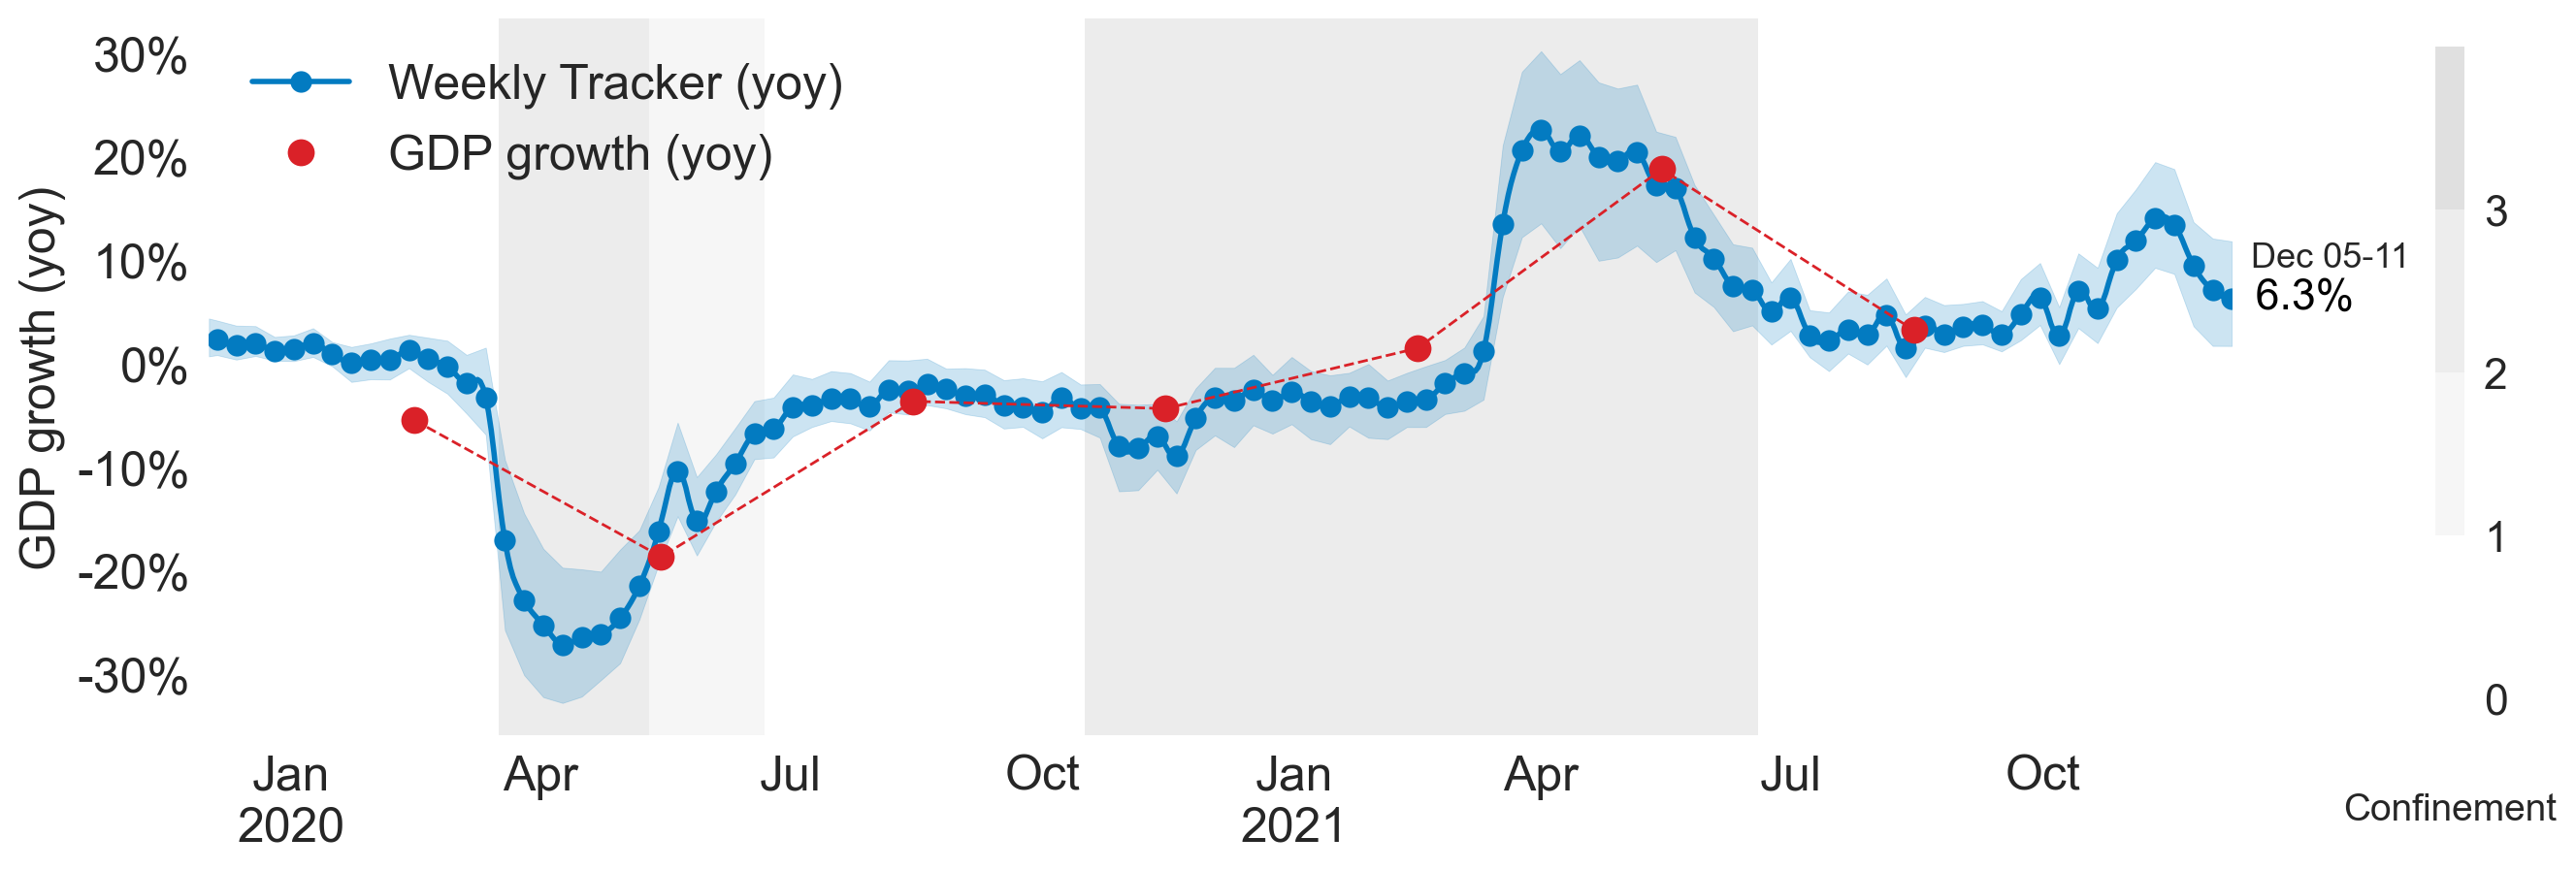 GDP growth (yoy)
30%
20%
10%
0%
-10%
-20%
-30%
Weekly Tracker (yoy)
GDP growth (yoy)
Dec 05-11
6.3%
3
2
1
0
Jan Apr Jul Oct Jan Apr Jul Oct
2020 2021
Confinement